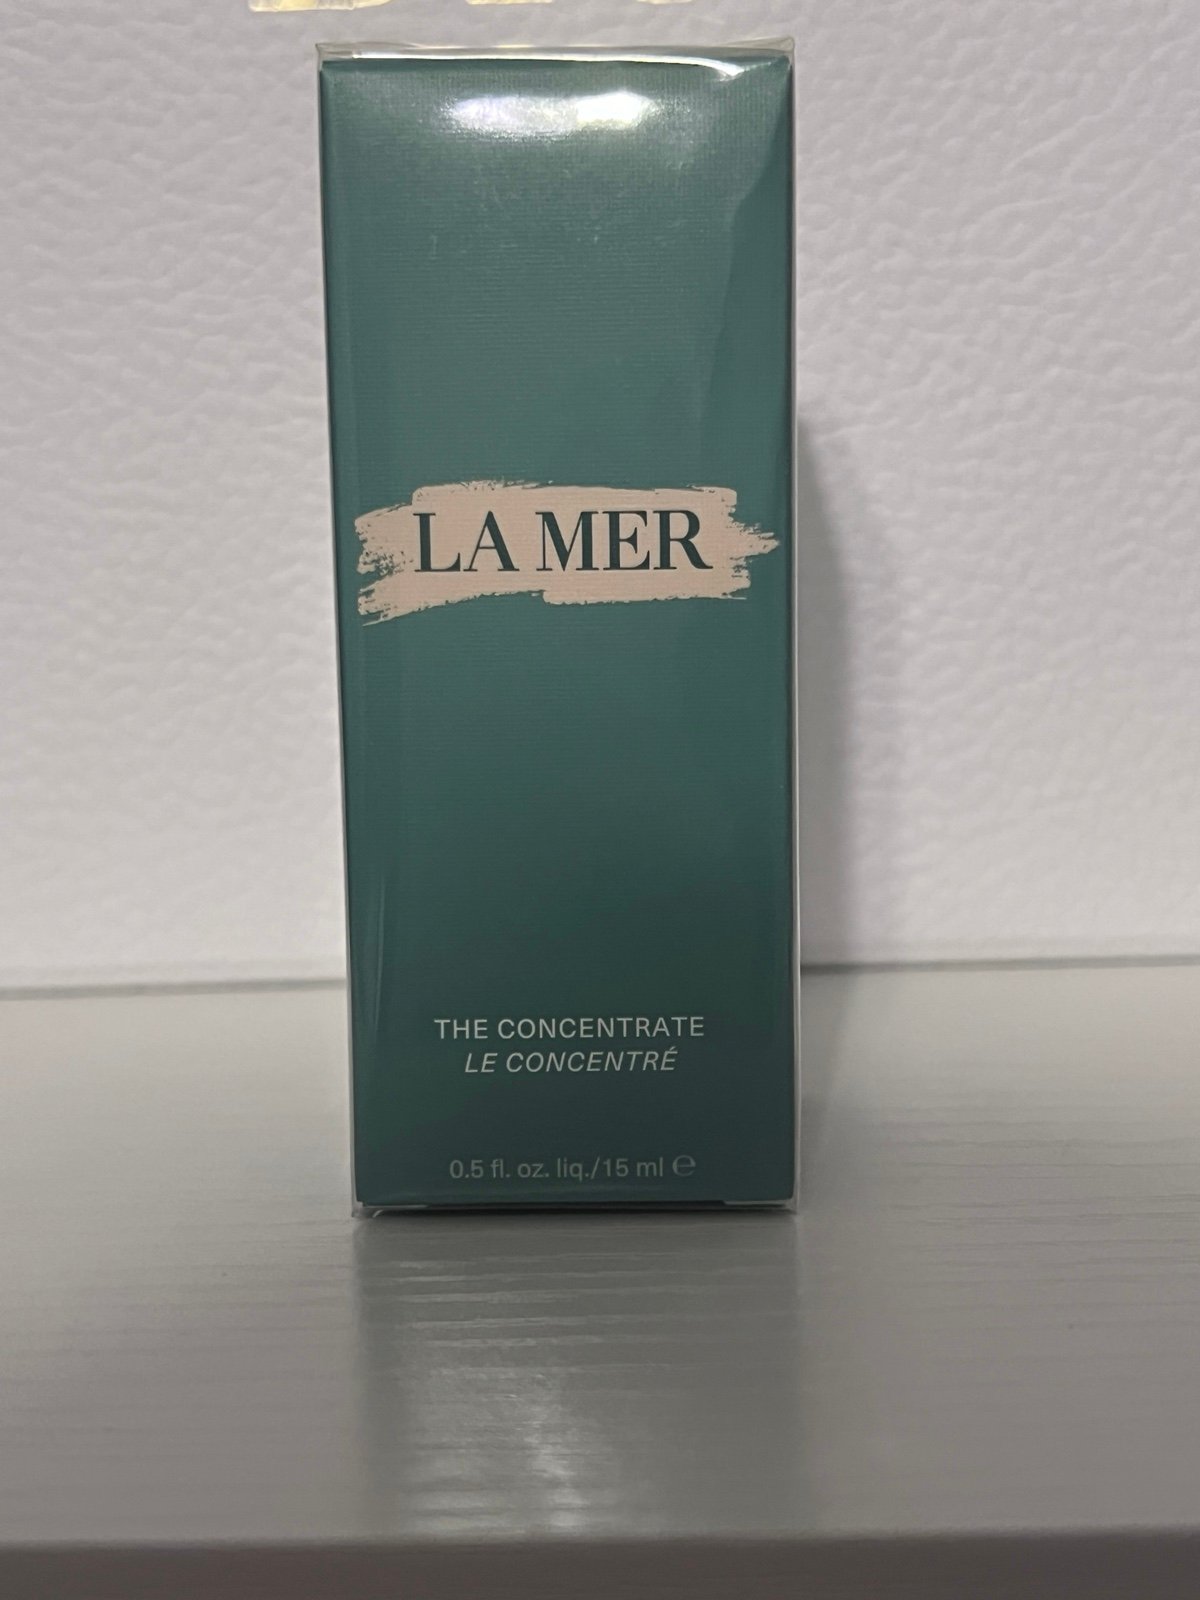 LA MER
THE CONCENTRATE
LE CONCENTRÉ
0.5 fl. oz. liq./15 ml ℮